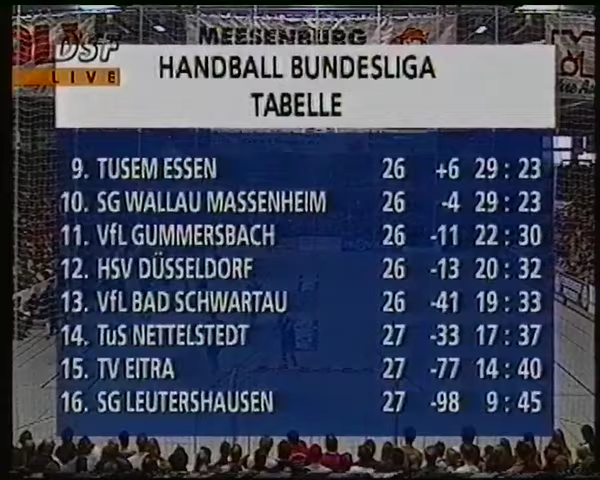 MEESENBURG
DSF
LIVE
HANDBALL BUNDESLIGA
TABELLE
9. TUSEM ESSEN 26 +6 29 : 23
10. SG WALLAU MASSENHEIM 26 -4 29 : 23
11. VfL GUMMERSBACH 26 -11 22 : 30
12. HSV DÜSSELDORF 26 -13 20 : 32
13. VfL BAD SCHWARTAU 26 -41 19 : 33
14. TuS NETTELSTEDT 27 -33 17 : 37
15. TV EITRA 27 -77 14 : 40
16. SG LEUTERSHAUSEN 27 -98 9 : 45